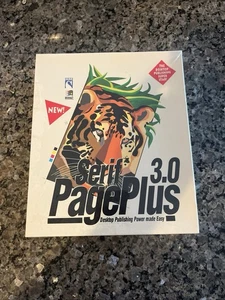 NEW!
Serif 3.0
PagePlus
Desktop Publishing Power made Easy